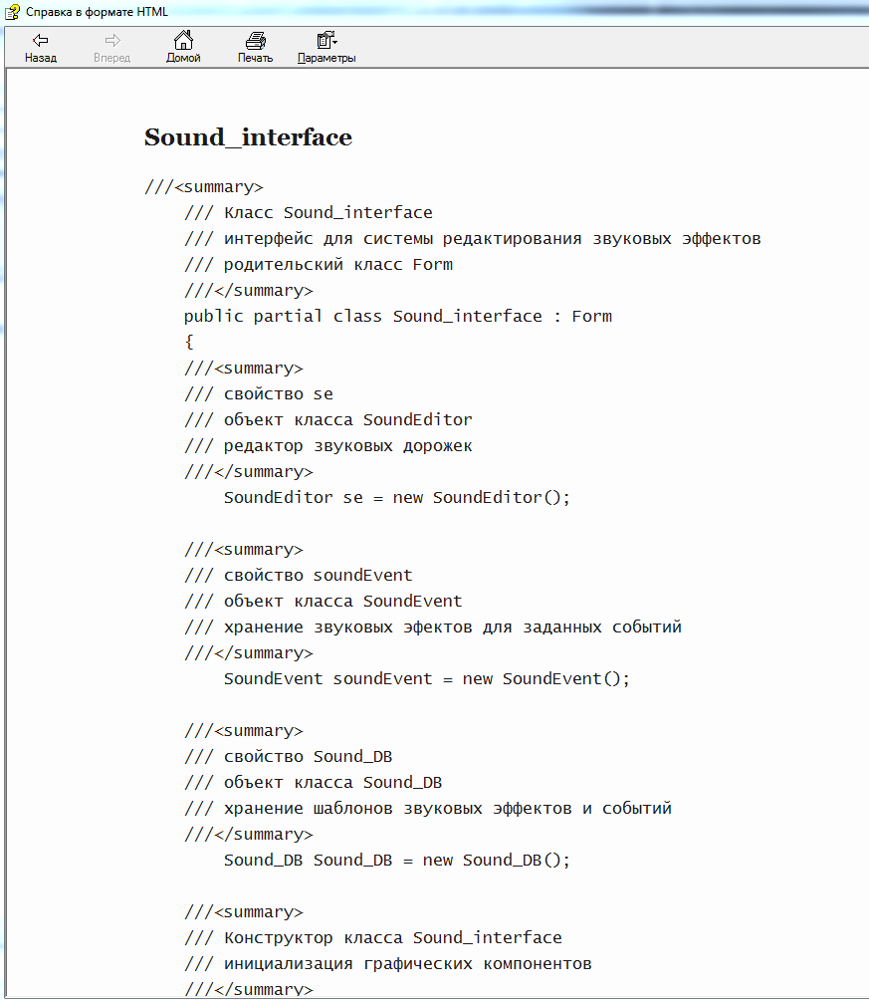 Справка в формате HTML
Назад Вперед Домой Печать Параметры
Sound_interface
///<summary>
/// Класс Sound_interface
/// интерфейс для системы редактирования звуковых эффектов
/// родительский класс Form
///</summary>
public partial class Sound_interface : Form
{
///<summary>
/// свойство se
/// объект класса SoundEditor
/// редактор звуковых дорожек
///</summary>
SoundEditor se = new SoundEditor();
///<summary>
/// свойство soundEvent
/// объект класса SoundEvent
/// хранение звуковых эфектов для заданных событий
///</summary>
SoundEvent soundEvent = new SoundEvent();
///<summary>
/// свойство Sound_DB
/// объект класса Sound_DB
/// хранение шаблонов звуковых эффектов и событий
///</summary>
Sound_DB Sound_DB = new Sound_DB();
///<summary>
/// Конструктор класса Sound_interface
/// инициализация графических компонентов
///</summary>